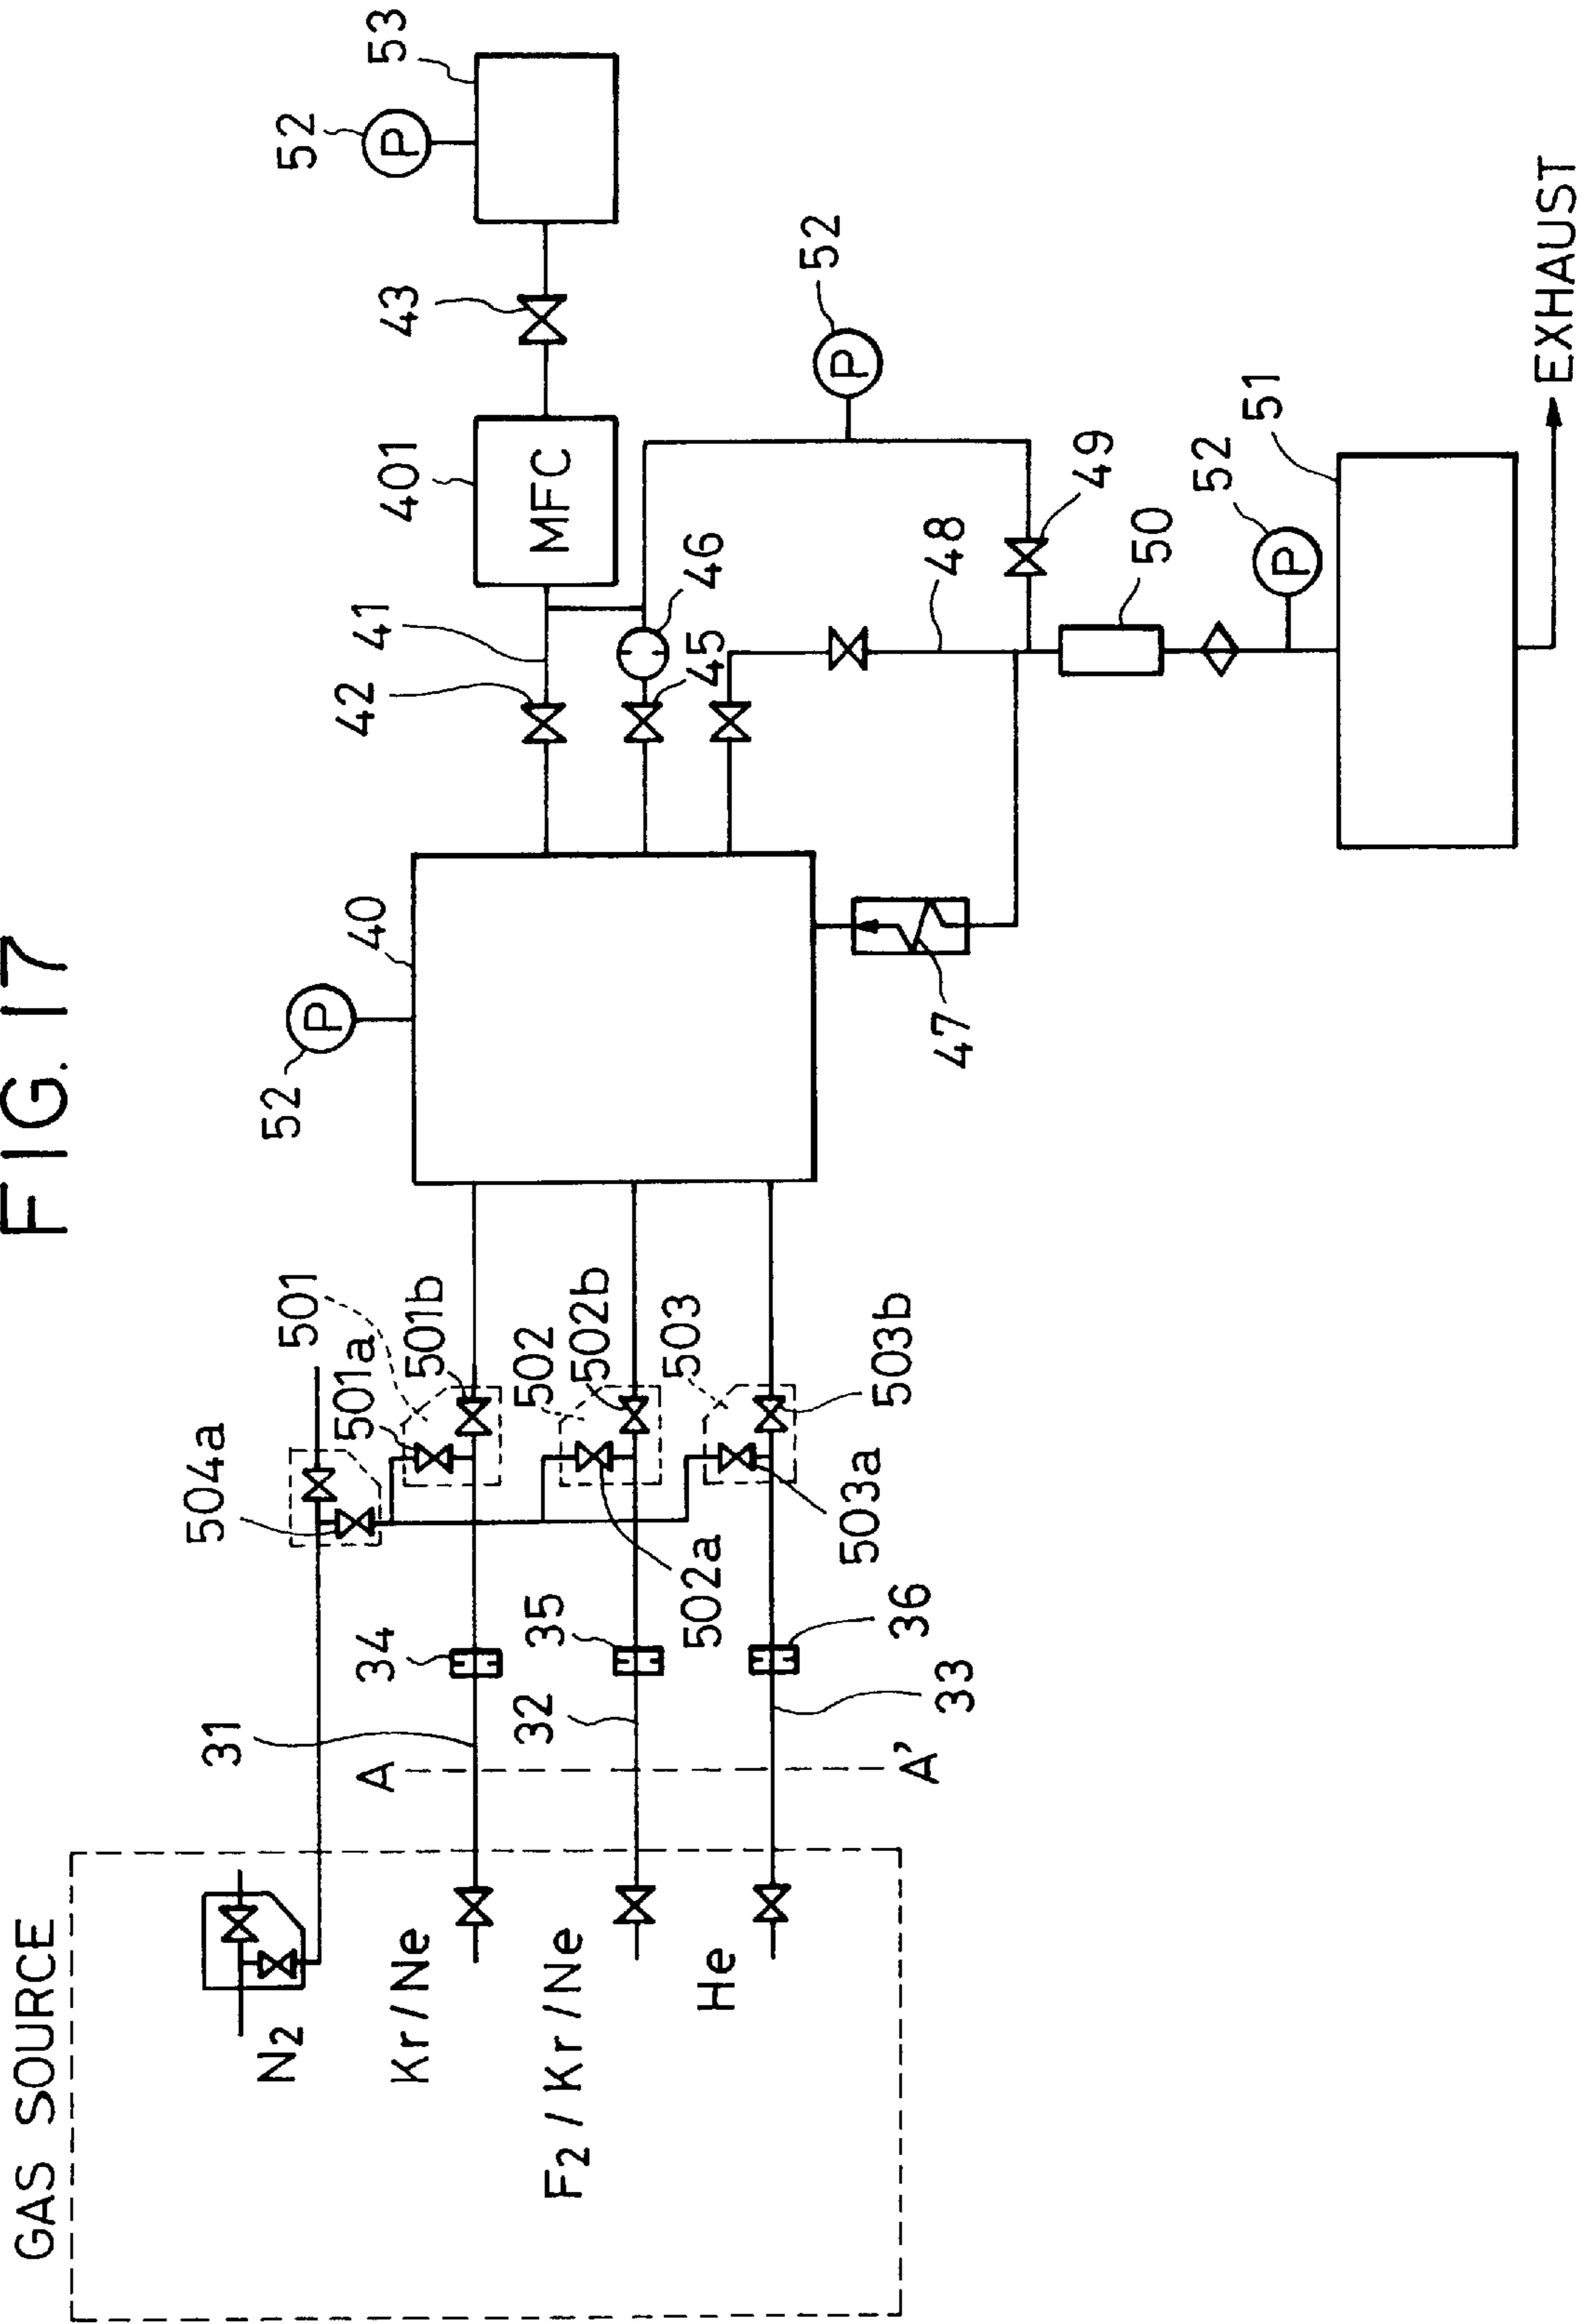 FIG. 17
GAS SOURCE
N2
Kr/Ne
F2/Kr/Ne
He
31
A
32
A'
33
34
35
36
504a
501
501a
501b
502
502b
502a
503
503b
503a
52
P
40
47
42
41
45
46
401
MFC
43
52
P
53
52
P
48
49
50
52
P
51
EXHAUST